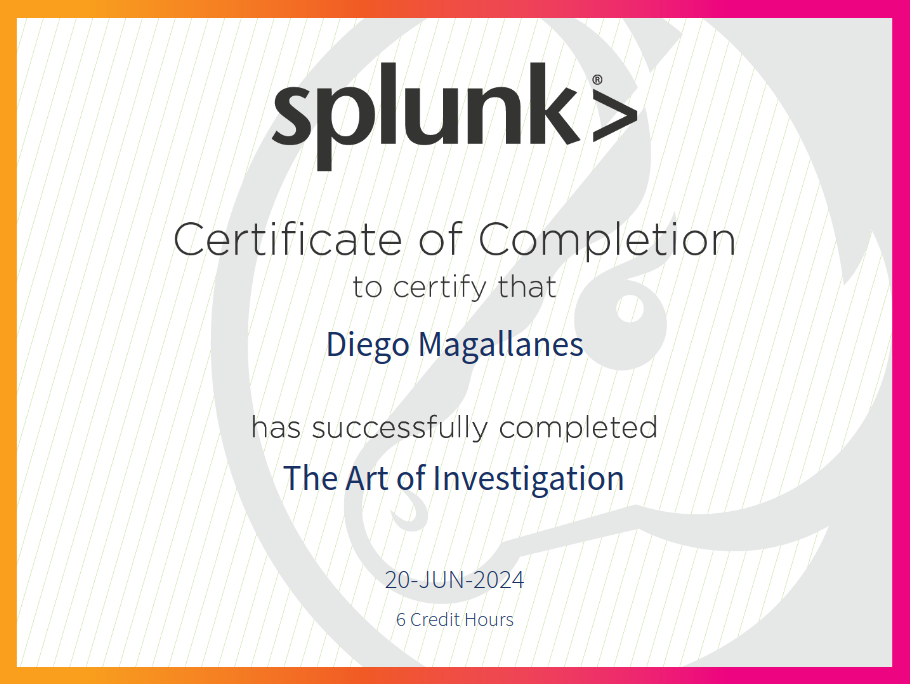 splunk>®
Certificate of Completion
to certify that
Diego Magallanes
has successfully completed
The Art of Investigation
20-JUN-2024
6 Credit Hours